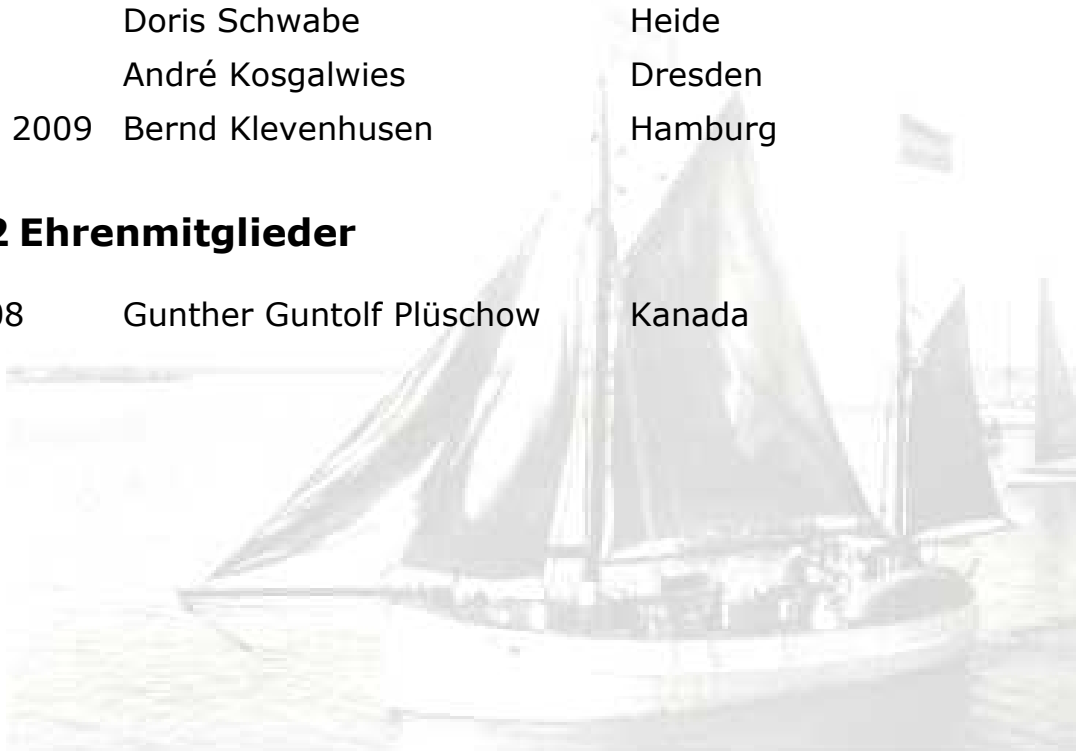 Doris Schwabe Heide
André Kosgalwies Dresden
2009 Bernd Klevenhusen Hamburg
2 Ehrenmitglieder
08 Gunther Guntolf Plüschow Kanada